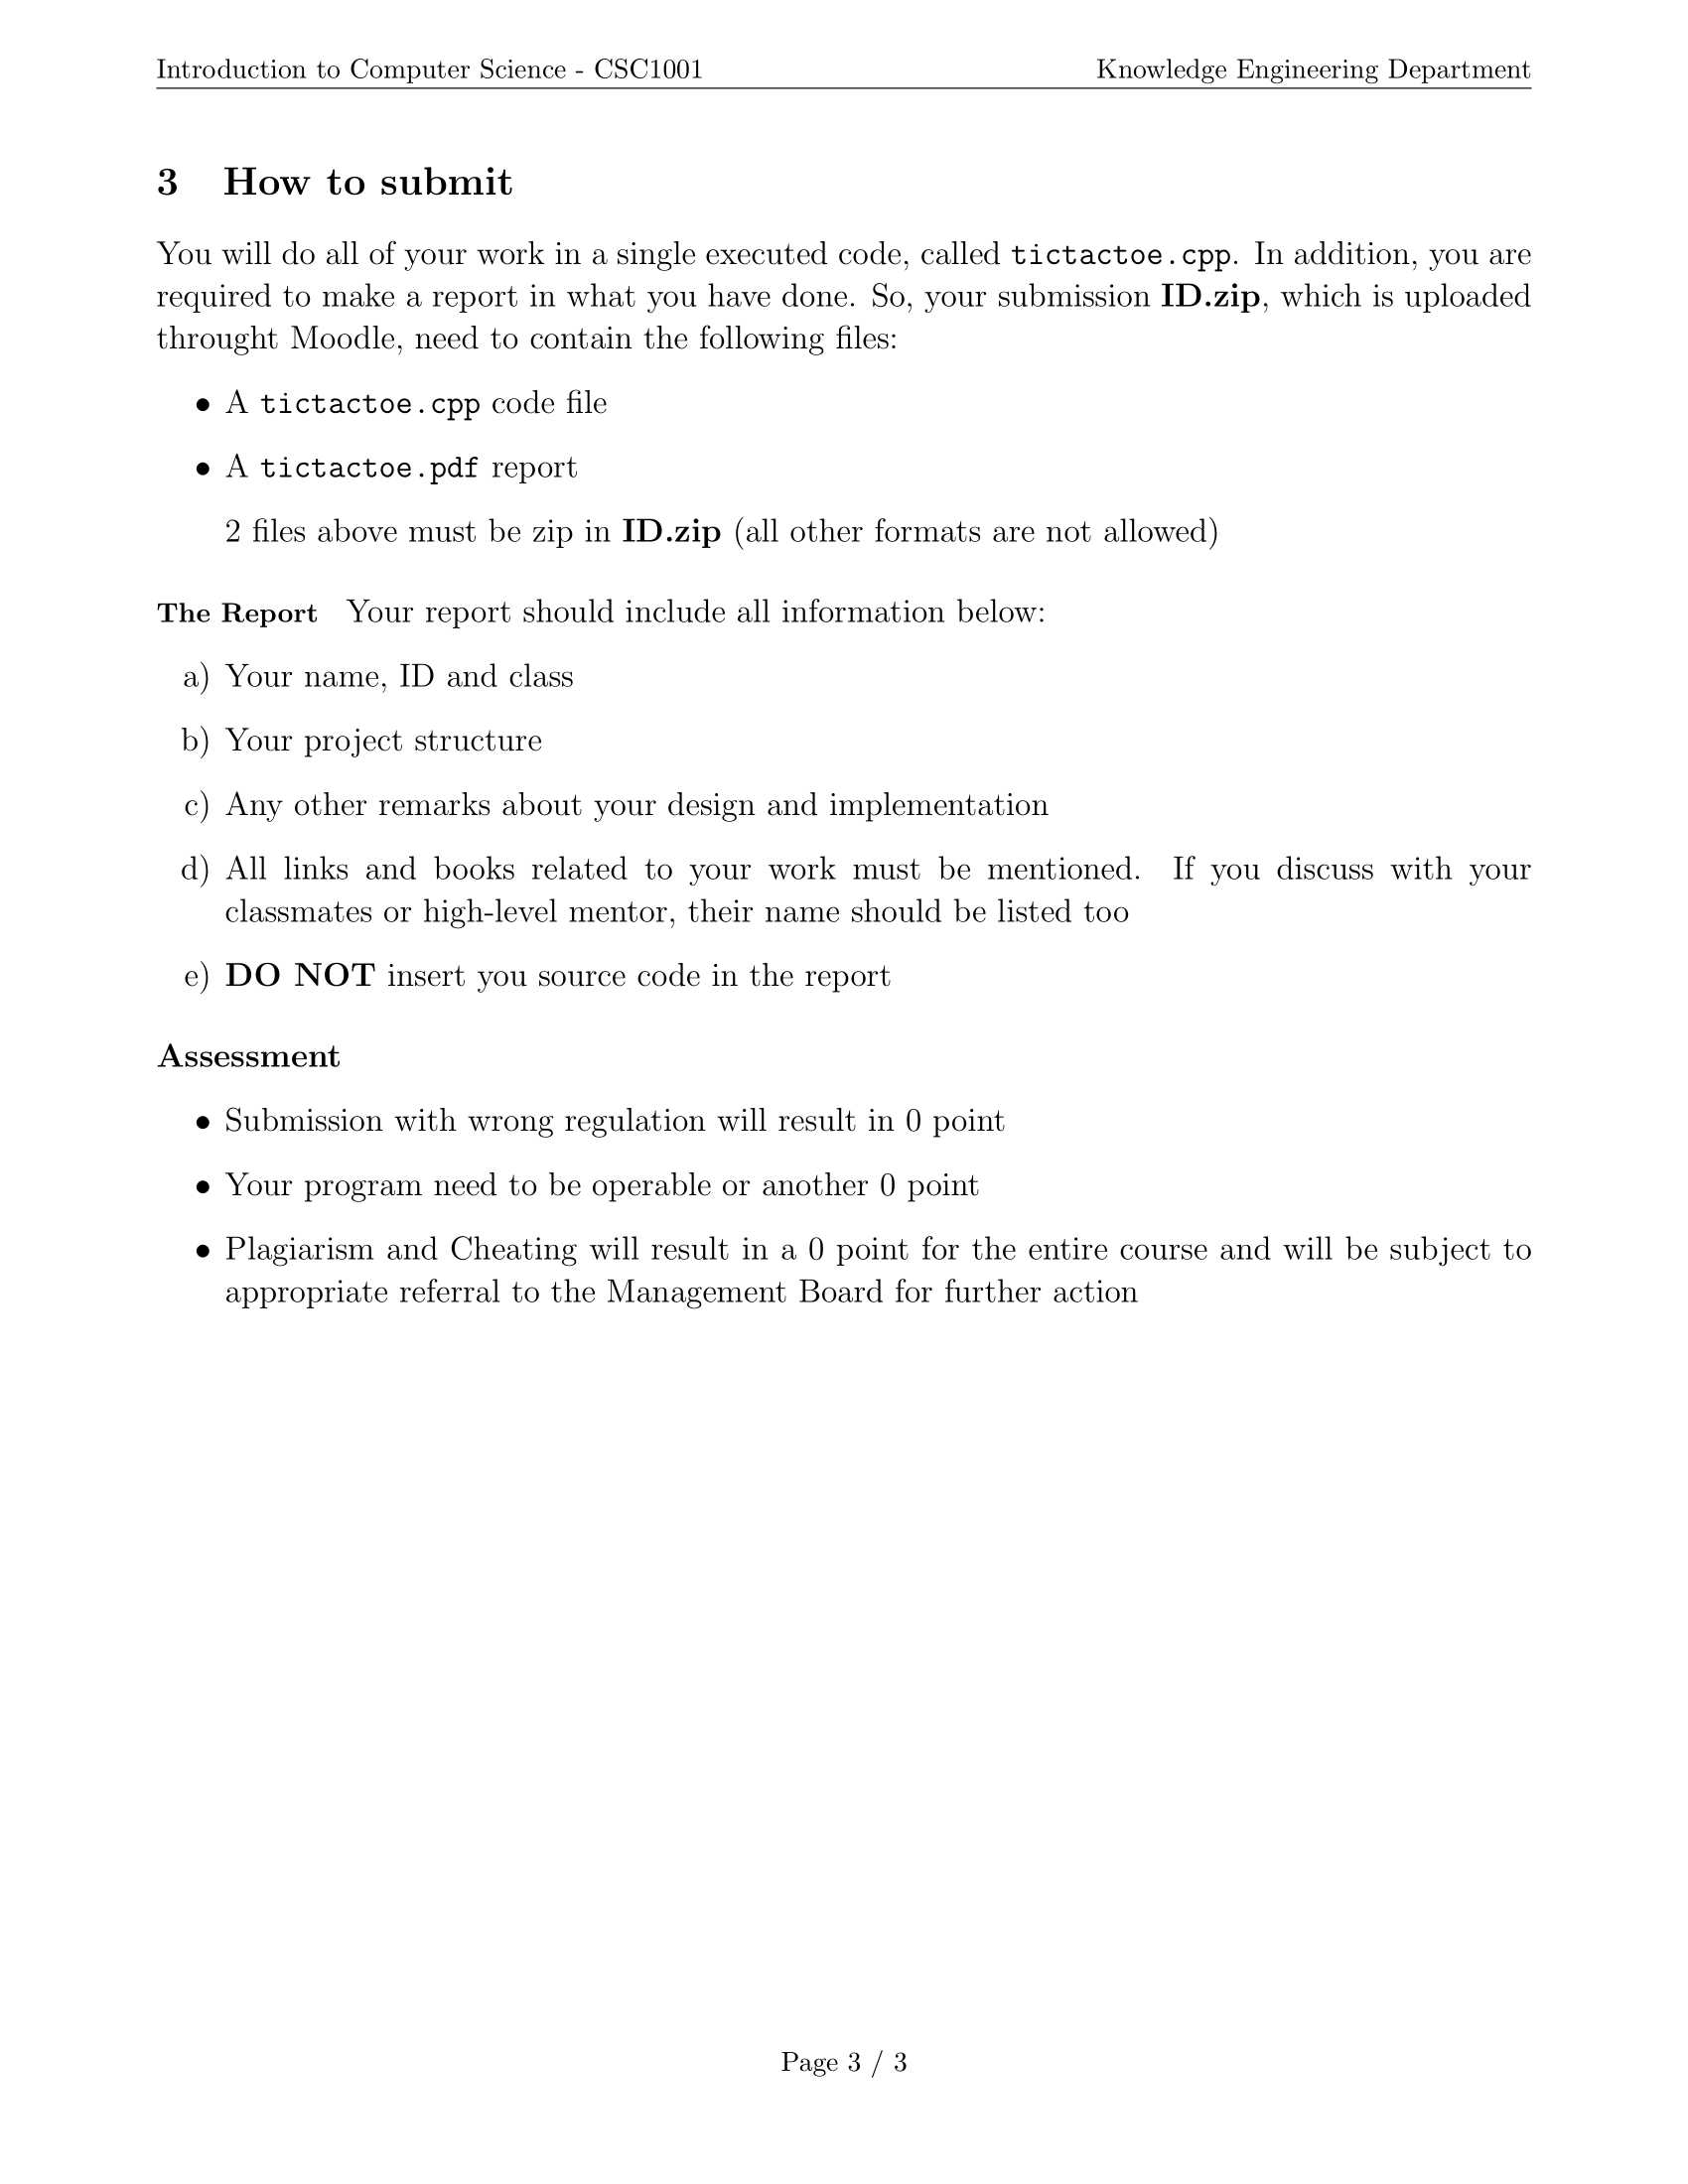 Introduction to Computer Science - CSC1001 Knowledge Engineering Department
3 How to submit
You will do all of your work in a single executed code, called tictactoe.cpp. In addition, you are
required to make a report in what you have done. So, your submission ID.zip, which is uploaded
throught Moodle, need to contain the following files:
• A tictactoe.cpp code file
• A tictactoe.pdf report
2 files above must be zip in ID.zip (all other formats are not allowed)
The Report Your report should include all information below:
a) Your name, ID and class
b) Your project structure
c) Any other remarks about your design and implementation
d) All links and books related to your work must be mentioned. If you discuss with your
classmates or high-level mentor, their name should be listed too
e) DO NOT insert you source code in the report
Assessment
• Submission with wrong regulation will result in 0 point
• Your program need to be operable or another 0 point
• Plagiarism and Cheating will result in a 0 point for the entire course and will be subject to
appropriate referral to the Management Board for further action
Page 3 / 3